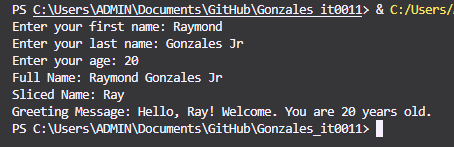 PS C:\Users\ADMIN\Documents\GitHub\Gonzales_it0011> & C:/Users/
Enter your first name: Raymond
Enter your last name: Gonzales Jr
Enter your age: 20
Full Name: Raymond Gonzales Jr
Sliced Name: Ray
Greeting Message: Hello, Ray! Welcome. You are 20 years old.
PS C:\Users\ADMIN\Documents\GitHub\Gonzales_it0011>